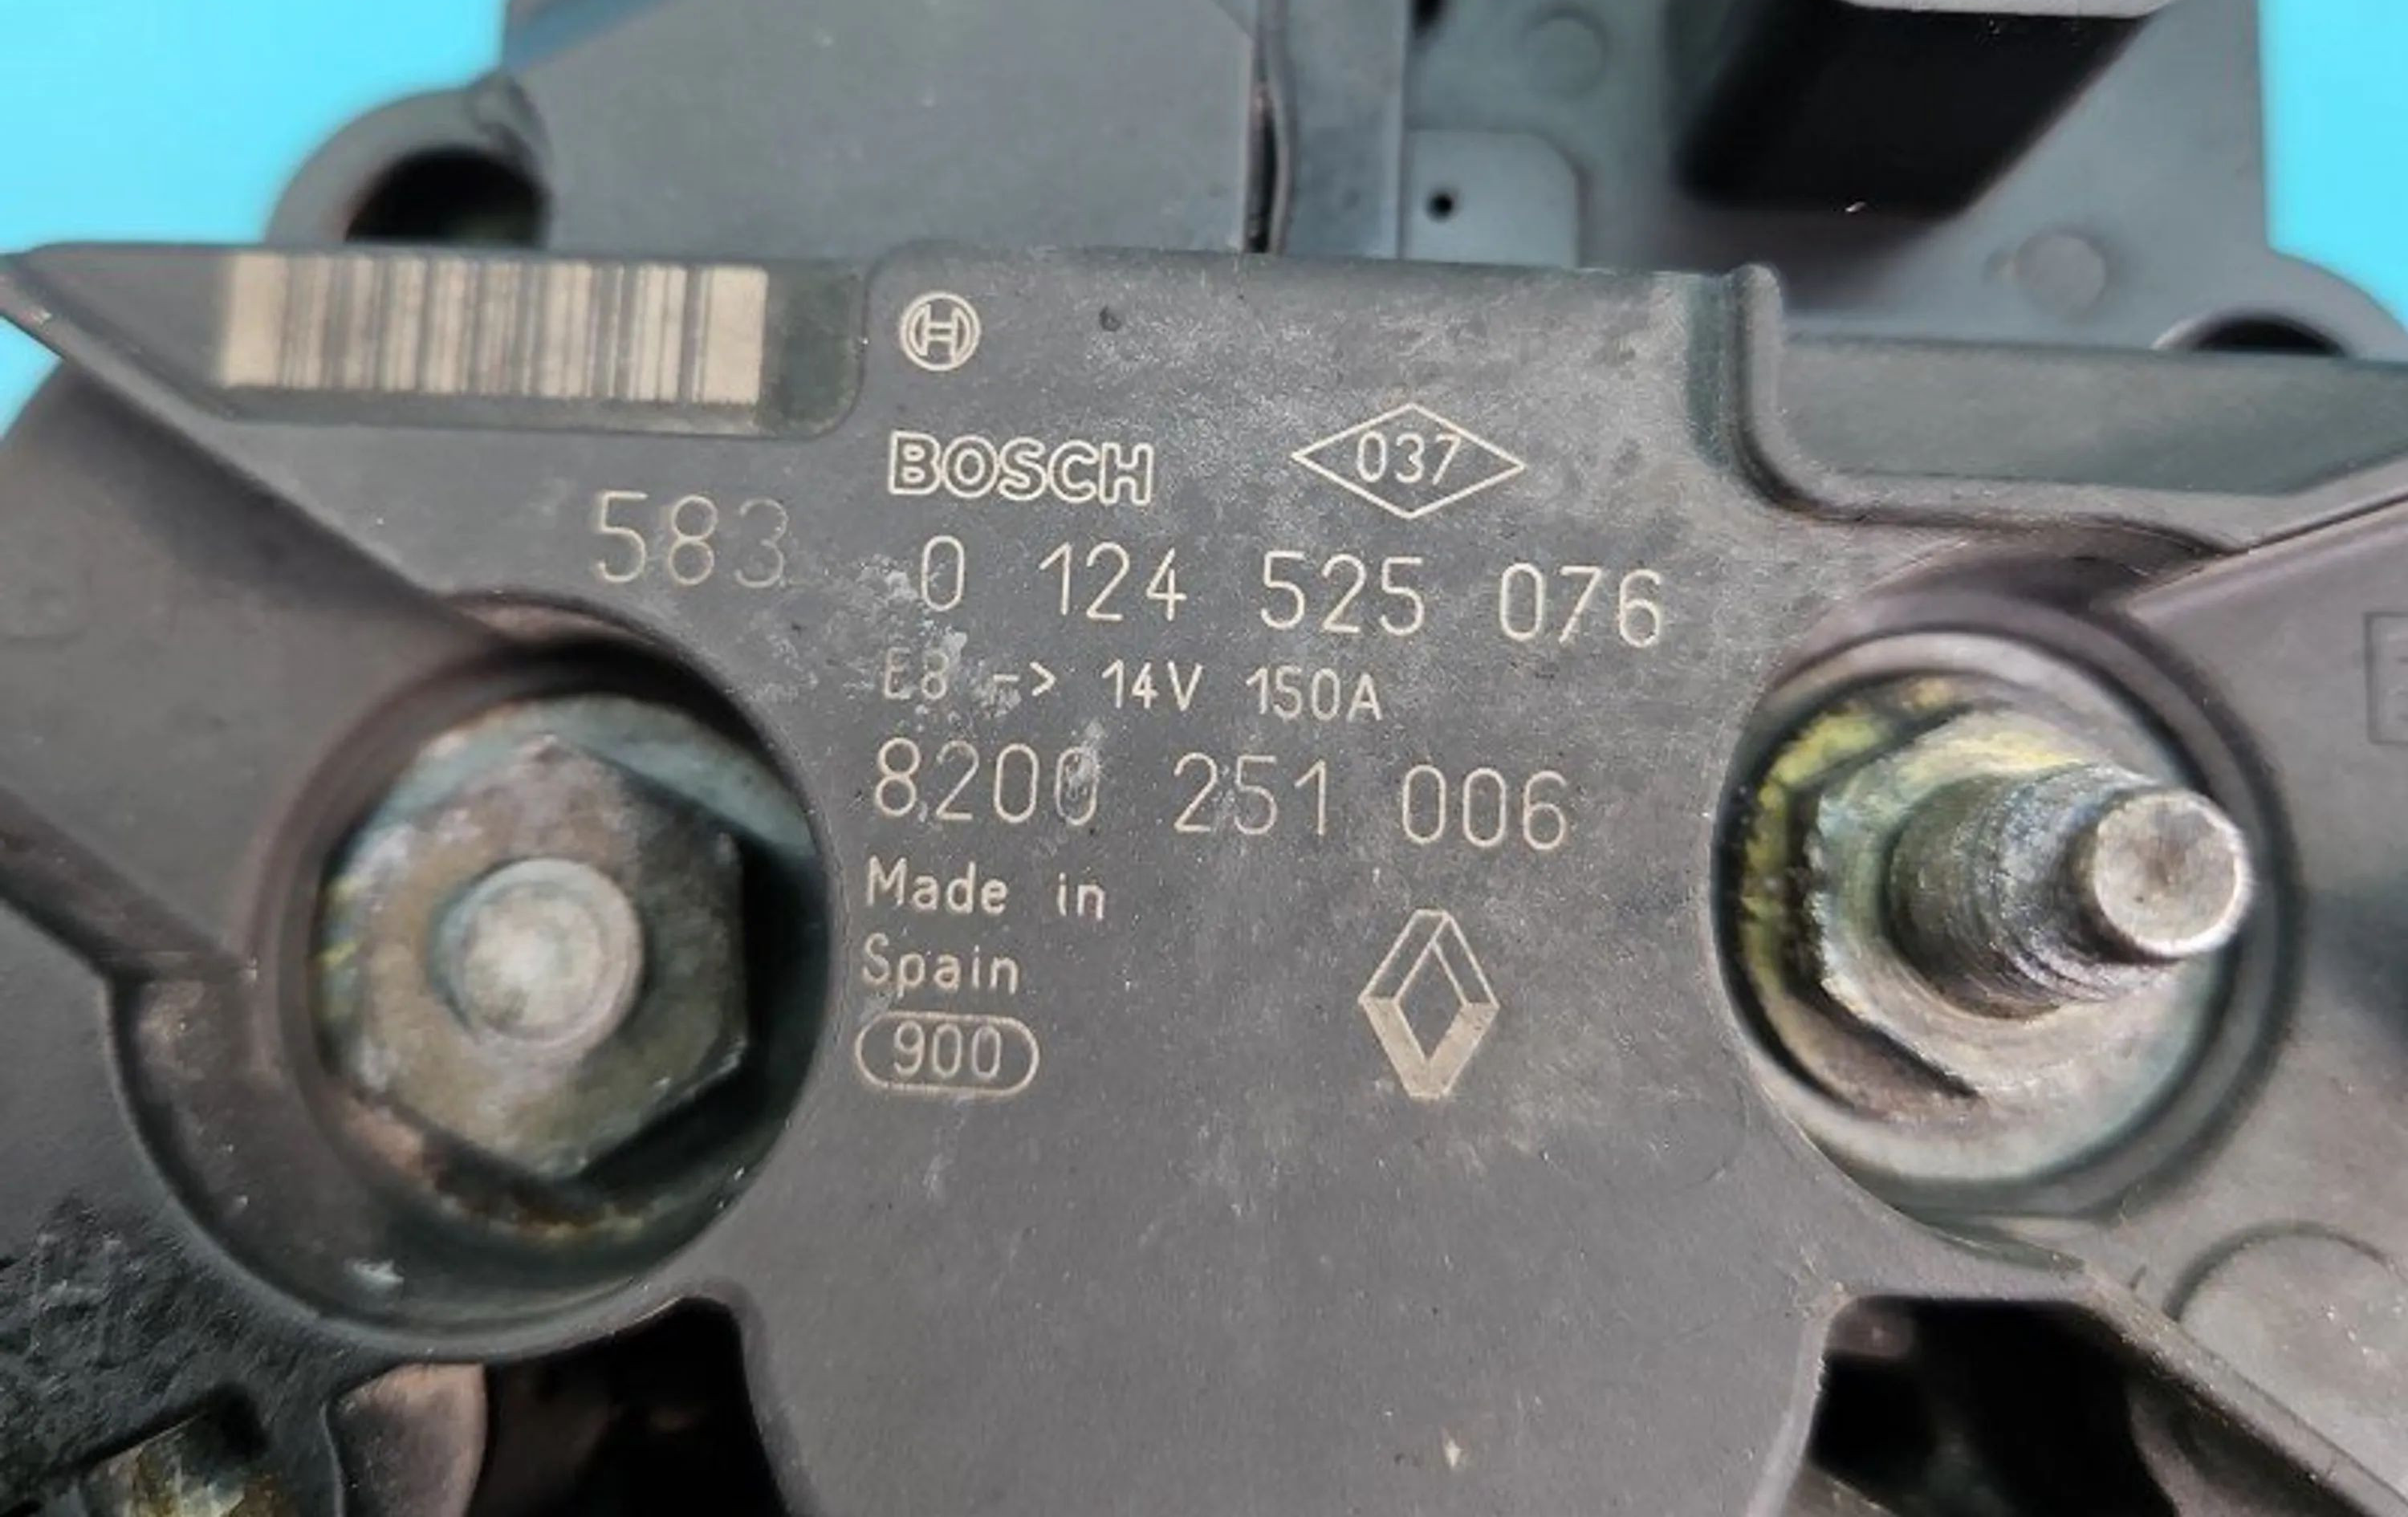 BOSCH
037
583
0 124 525 076
E8 -> 14V 150A
8200 251 006
Made in
Spain
900